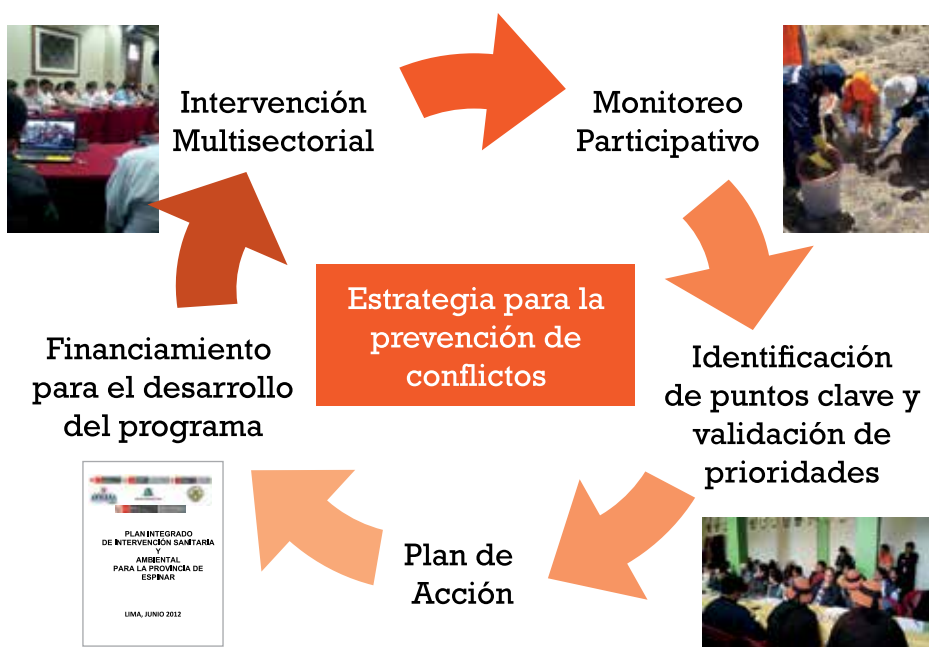 Intervención
Multisectorial
Monitoreo
Participativo
Estrategia para la
prevención de
conflictos
Identificación
de puntos clave y
validación de
prioridades
Plan de
Acción
Financiamiento
para el desarrollo
del programa
PLAN INTEGRADO
DE INTERVENCIÓN SANITARIA
Y
AMBIENTAL
PARA LA PROVINCIA DE
ESPINAR
LIMA, JUNIO 2012